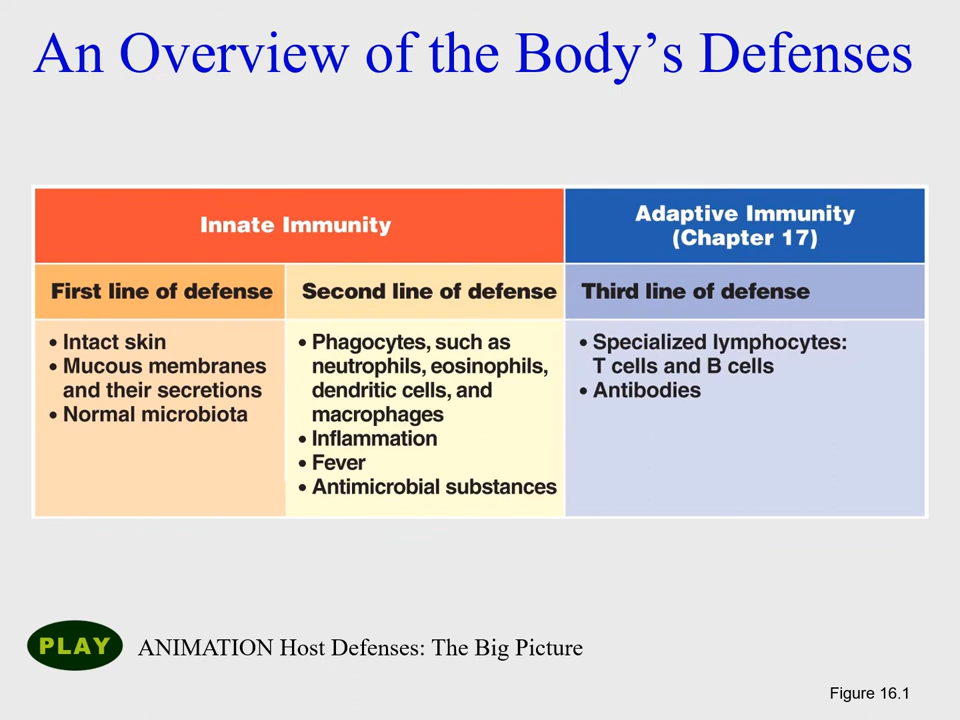 An Overview of the Body’s Defenses
Innate Immunity
Adaptive Immunity
(Chapter 17)
First line of defense
Second line of defense
Third line of defense
• Intact skin
• Mucous membranes
and their secretions
• Normal microbiota
• Phagocytes, such as
neutrophils, eosinophils,
dendritic cells, and
macrophages
• Inflammation
• Fever
• Antimicrobial substances
• Specialized lymphocytes:
T cells and B cells
• Antibodies
PLAY
ANIMATION Host Defenses: The Big Picture
Figure 16.1